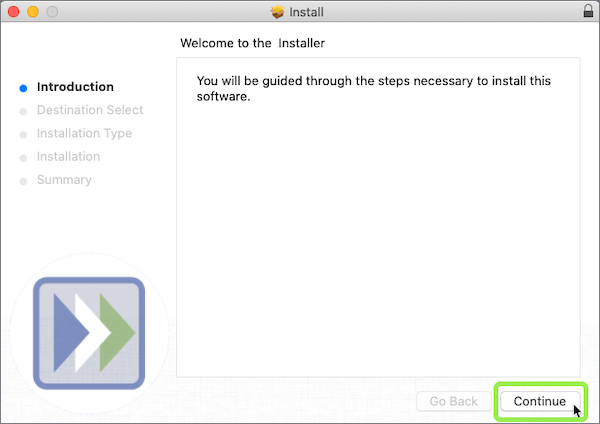 Install
Welcome to the Installer
Introduction
Destination Select
Installation Type
Installation
Summary
You will be guided through the steps necessary to install this
software.
Go Back
Continue